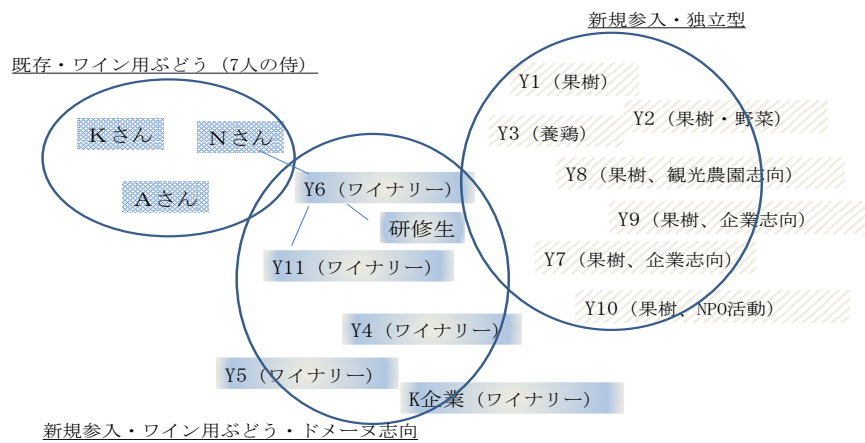 新規参入・独立型
既存・ワイン用ぶどう（7人の侍）
Kさん
Nさん
Aさん
Y1（果樹）
Y2（果樹・野菜）
Y3（養鶏）
Y8（果樹、観光農園志向）
Y6（ワイナリー）
Y9（果樹、企業志向）
研修生
Y11（ワイナリー）
Y7（果樹、企業志向）
Y10（果樹、NPO活動）
Y4（ワイナリー）
Y5（ワイナリー）
K企業（ワイナリー）
新規参入・ワイン用ぶどう・ドメーヌ志向